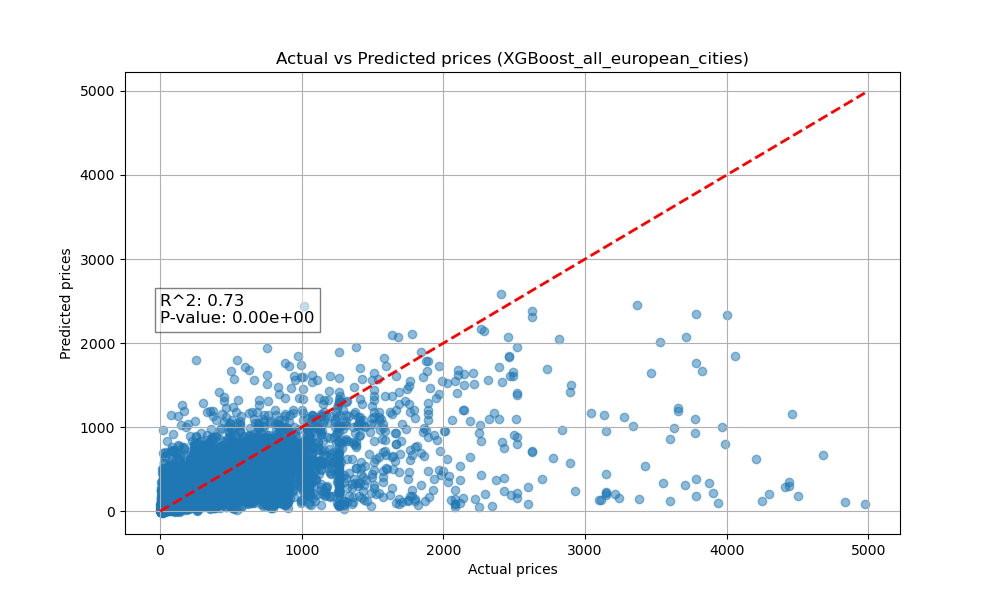 Actual vs Predicted prices (XGBoost_all_european_cities)
5000
4000
3000
2000
1000
0
Predicted prices
R^2: 0.73
P-value: 0.00e+00
0 1000 2000 3000 4000 5000
Actual prices